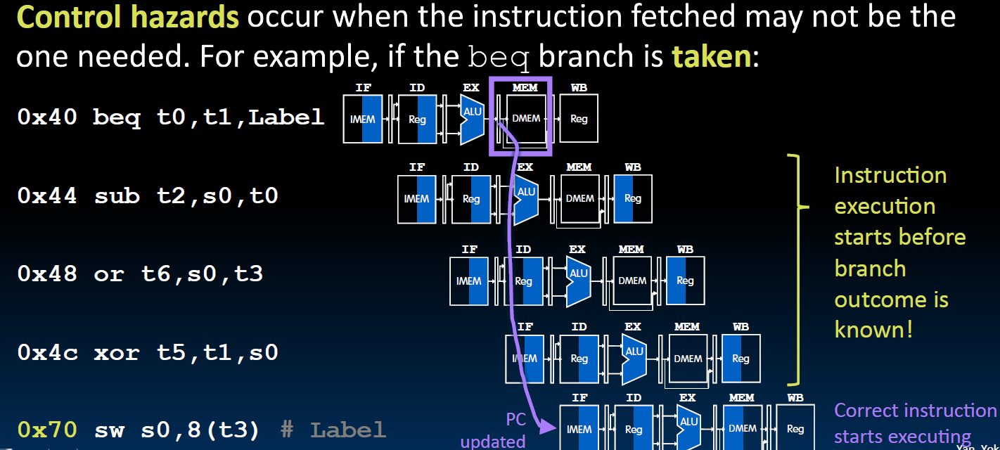 Control hazards occur when the instruction fetched may not be the
one needed. For example, if the beq branch is taken:
IF ID EX MEM WB
0x40 beq t0,t1,Label
IMEM Reg ALU DMEM Reg
IF ID EX MEM WB
0x44 sub t2,s0,t0
IMEM Reg ALU DMEM Reg
IF ID EX MEM WB
0x48 or t6,s0,t3
IMEM Reg ALU DMEM Reg
IF ID EX MEM WB
0x4c xor t5,t1,s0
IMEM Reg ALU DMEM Reg
Instruction
execution
starts before
branch
outcome is
known!
IF ID EX MEM WB
0x70 sw s0,8(t3) # Label
IMEM Reg ALU DMEM Reg
PC
updated
Correct instruction
starts executing
Yan, Yok